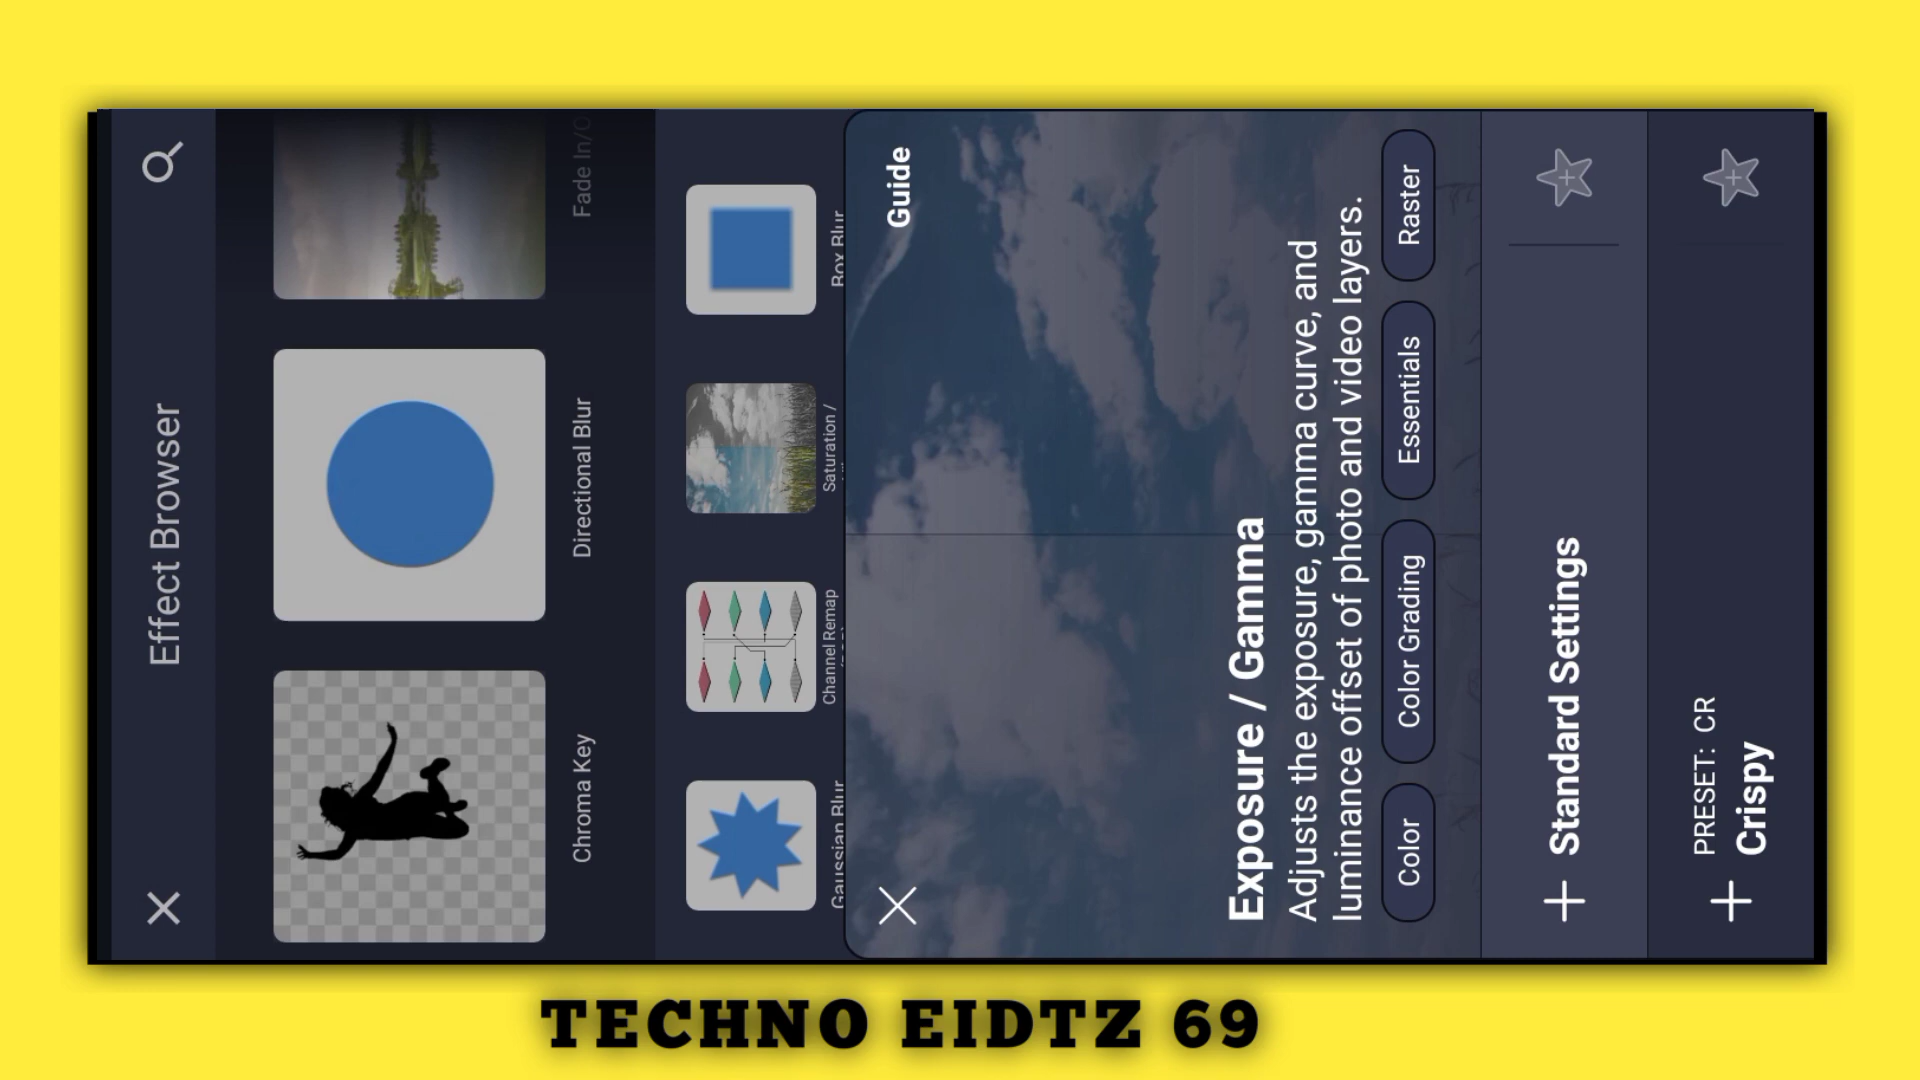 Effect Browser
Chroma Key
Directional Blur
Fade In/O
Gaussian Blur
Channel Remap
Saturation /
Box Blur
Guide
Exposure / Gamma
Adjusts the exposure, gamma curve, and
luminance offset of photo and video layers.
Color
Color Grading
Essentials
Raster
Standard Settings
PRESET: CR
Crispy
TECHNO EIDTZ 69